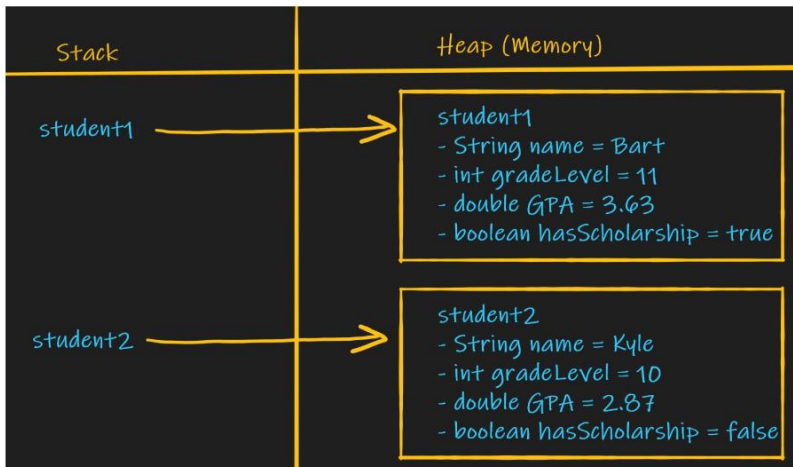 Stack
Heap (Memory)
student1
student1
- String name = Bart
- int gradeLevel = 11
- double GPA = 3.63
- boolean hasScholarship = true
student2
student2
- String name = Kyle
- int gradeLevel = 10
- double GPA = 2.87
- boolean hasScholarship = false